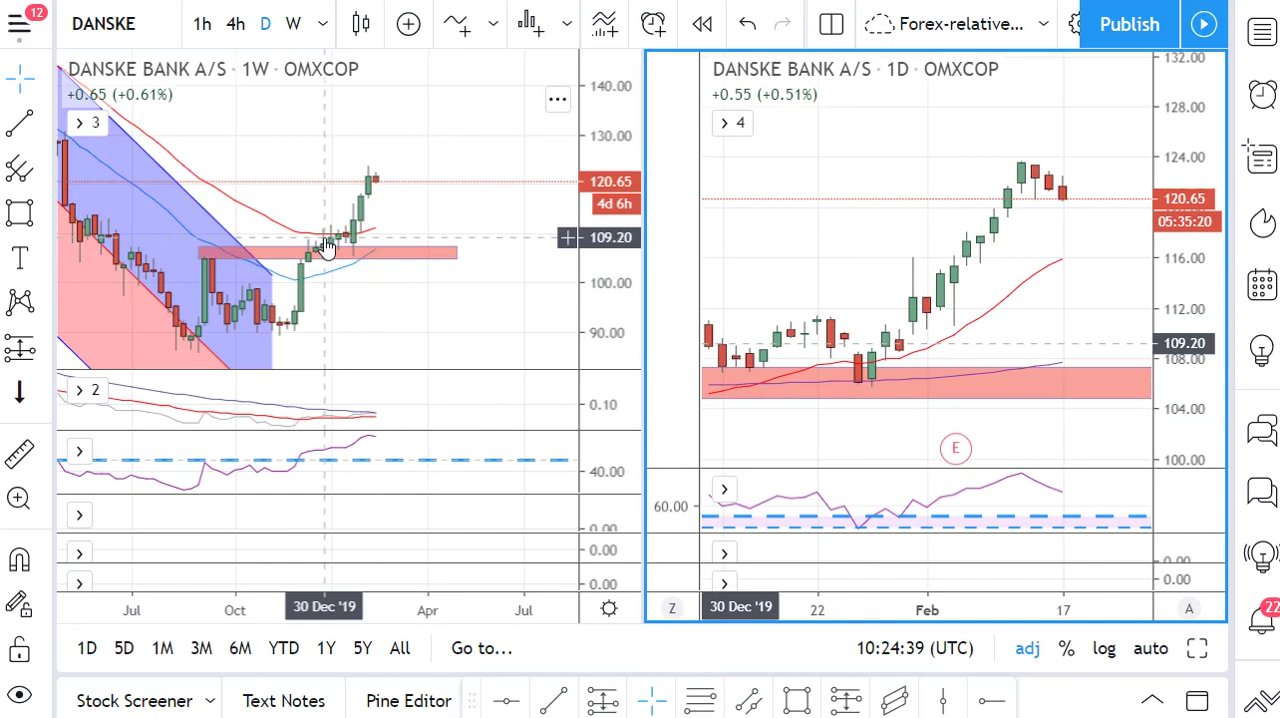 12
DANSKE
1h 4h D W
Forex-relative...
Publish
DANSKE BANK A/S · 1W · OMXCOP
+0.65 (+0.61%)
3
140.00
130.00
120.65
4d 6h
109.20
100.00
90.00
2
0.10
40.00
0.00
0.00
0.00
Jul Oct 30 Dec '19 Apr Jul
DANSKE BANK A/S · 1D · OMXCOP
+0.55 (+0.51%)
4
132.00
128.00
124.00
120.65
05:35:20
116.00
112.00
109.20
108.00
104.00
100.00
E
60.00
0.00
0.00
Z 30 Dec '19 22 Feb 17 A
1D 5D 1M 3M 6M YTD 1Y 5Y All Go to... 10:24:39 (UTC) adj % log auto
Stock Screener Text Notes Pine Editor
T
22